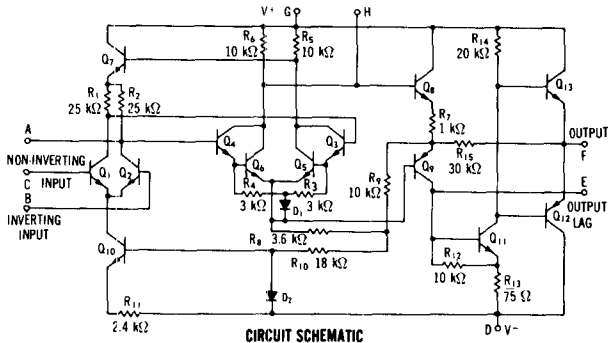 V+ G H
R6
10 kΩ
R5
10 kΩ
R14
20 kΩ
Q7
Q8
Q13
R1
25 kΩ
R2
25 kΩ
R7
1 kΩ
A
Q4
Q6
Q5
Q3
R15
30 kΩ
OUTPUT
F
NON-INVERTING
INPUT
C
B
INVERTING
INPUT
Q1
Q2
R4
3 kΩ
R3
3 kΩ
D1
R9
10 kΩ
Q9
E
OUTPUT
LAG
Q12
Q10
R8
3.6 kΩ
R10 18 kΩ
Q11
R12
10 kΩ
R13
75 Ω
D2
R11
2.4 kΩ
D V-
CIRCUIT SCHEMATIC